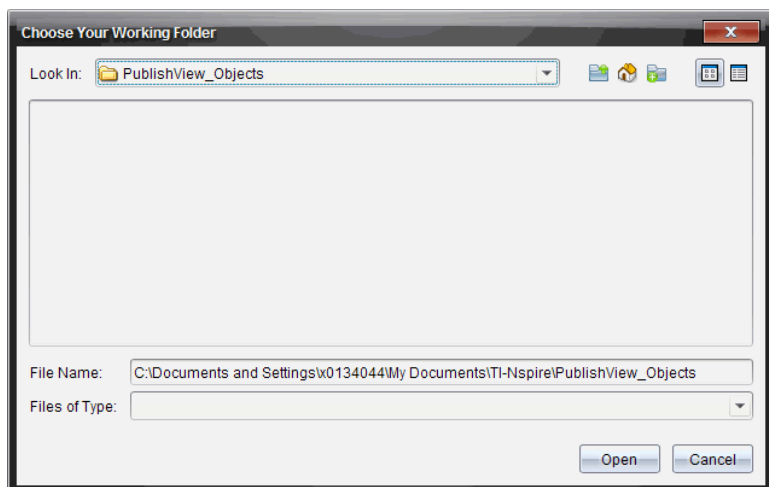 Choose Your Working Folder
Look In: PublishView_Objects
File Name: C:\Documents and Settings\x0134044\My Documents\TI-Nspire\PublishView_Objects
Files of Type:
Open Cancel